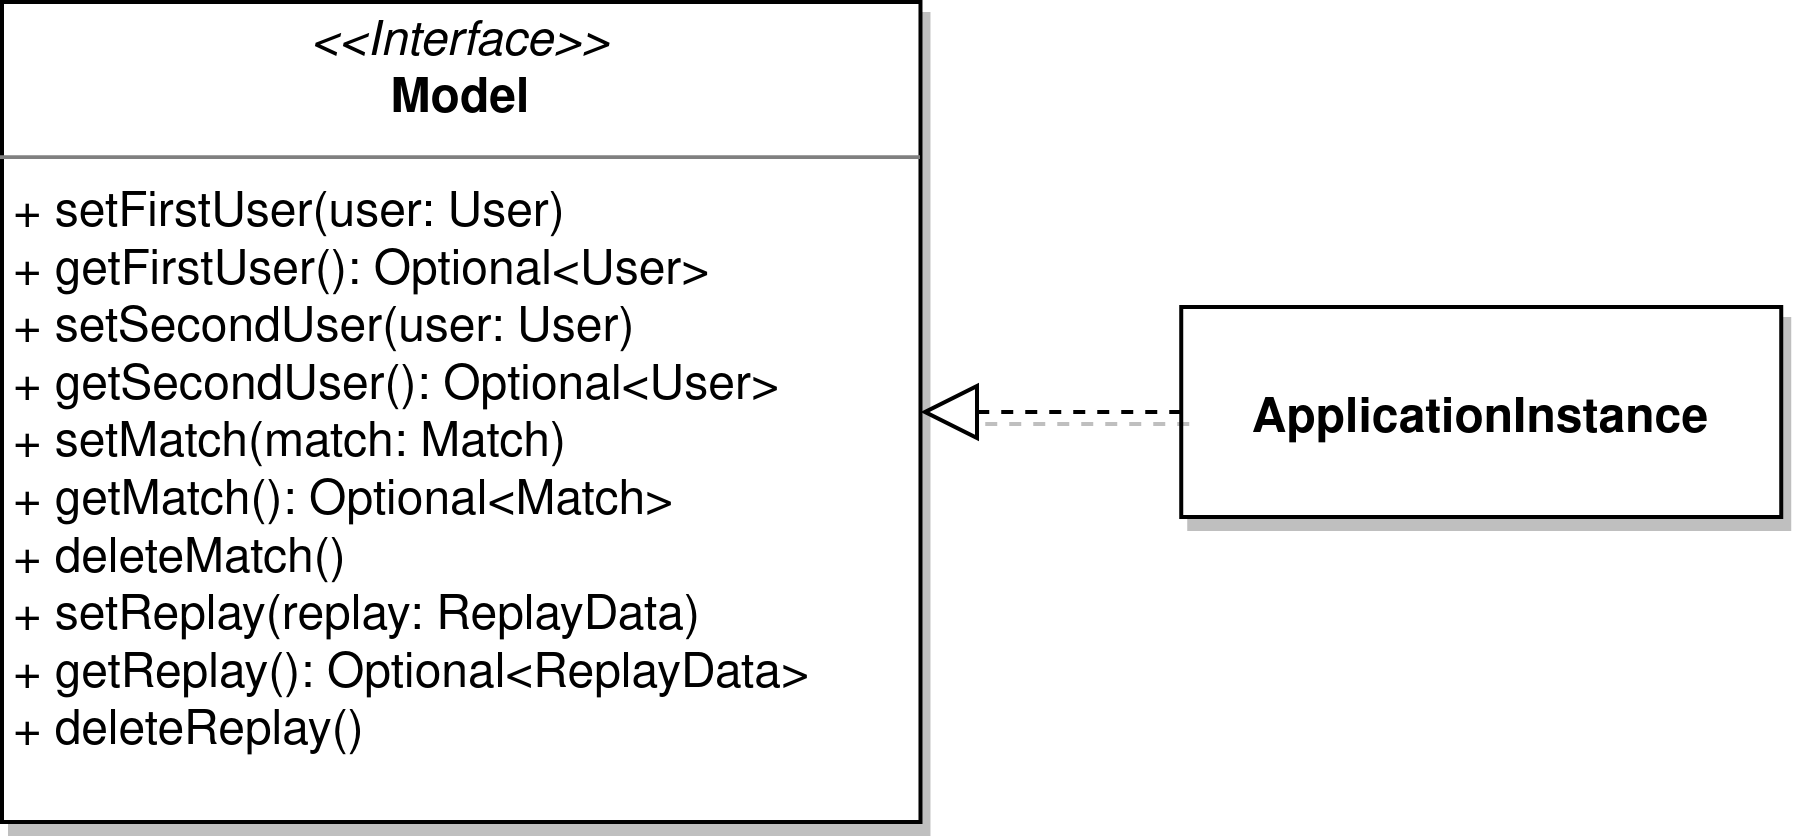 <<Interface>>
Model
+ setFirstUser(user: User)
+ getFirstUser(): Optional<User>
+ setSecondUser(user: User)
+ getSecondUser(): Optional<User>
+ setMatch(match: Match)
+ getMatch(): Optional<Match>
+ deleteMatch()
+ setReplay(replay: ReplayData)
+ getReplay(): Optional<ReplayData>
+ deleteReplay()
ApplicationInstance